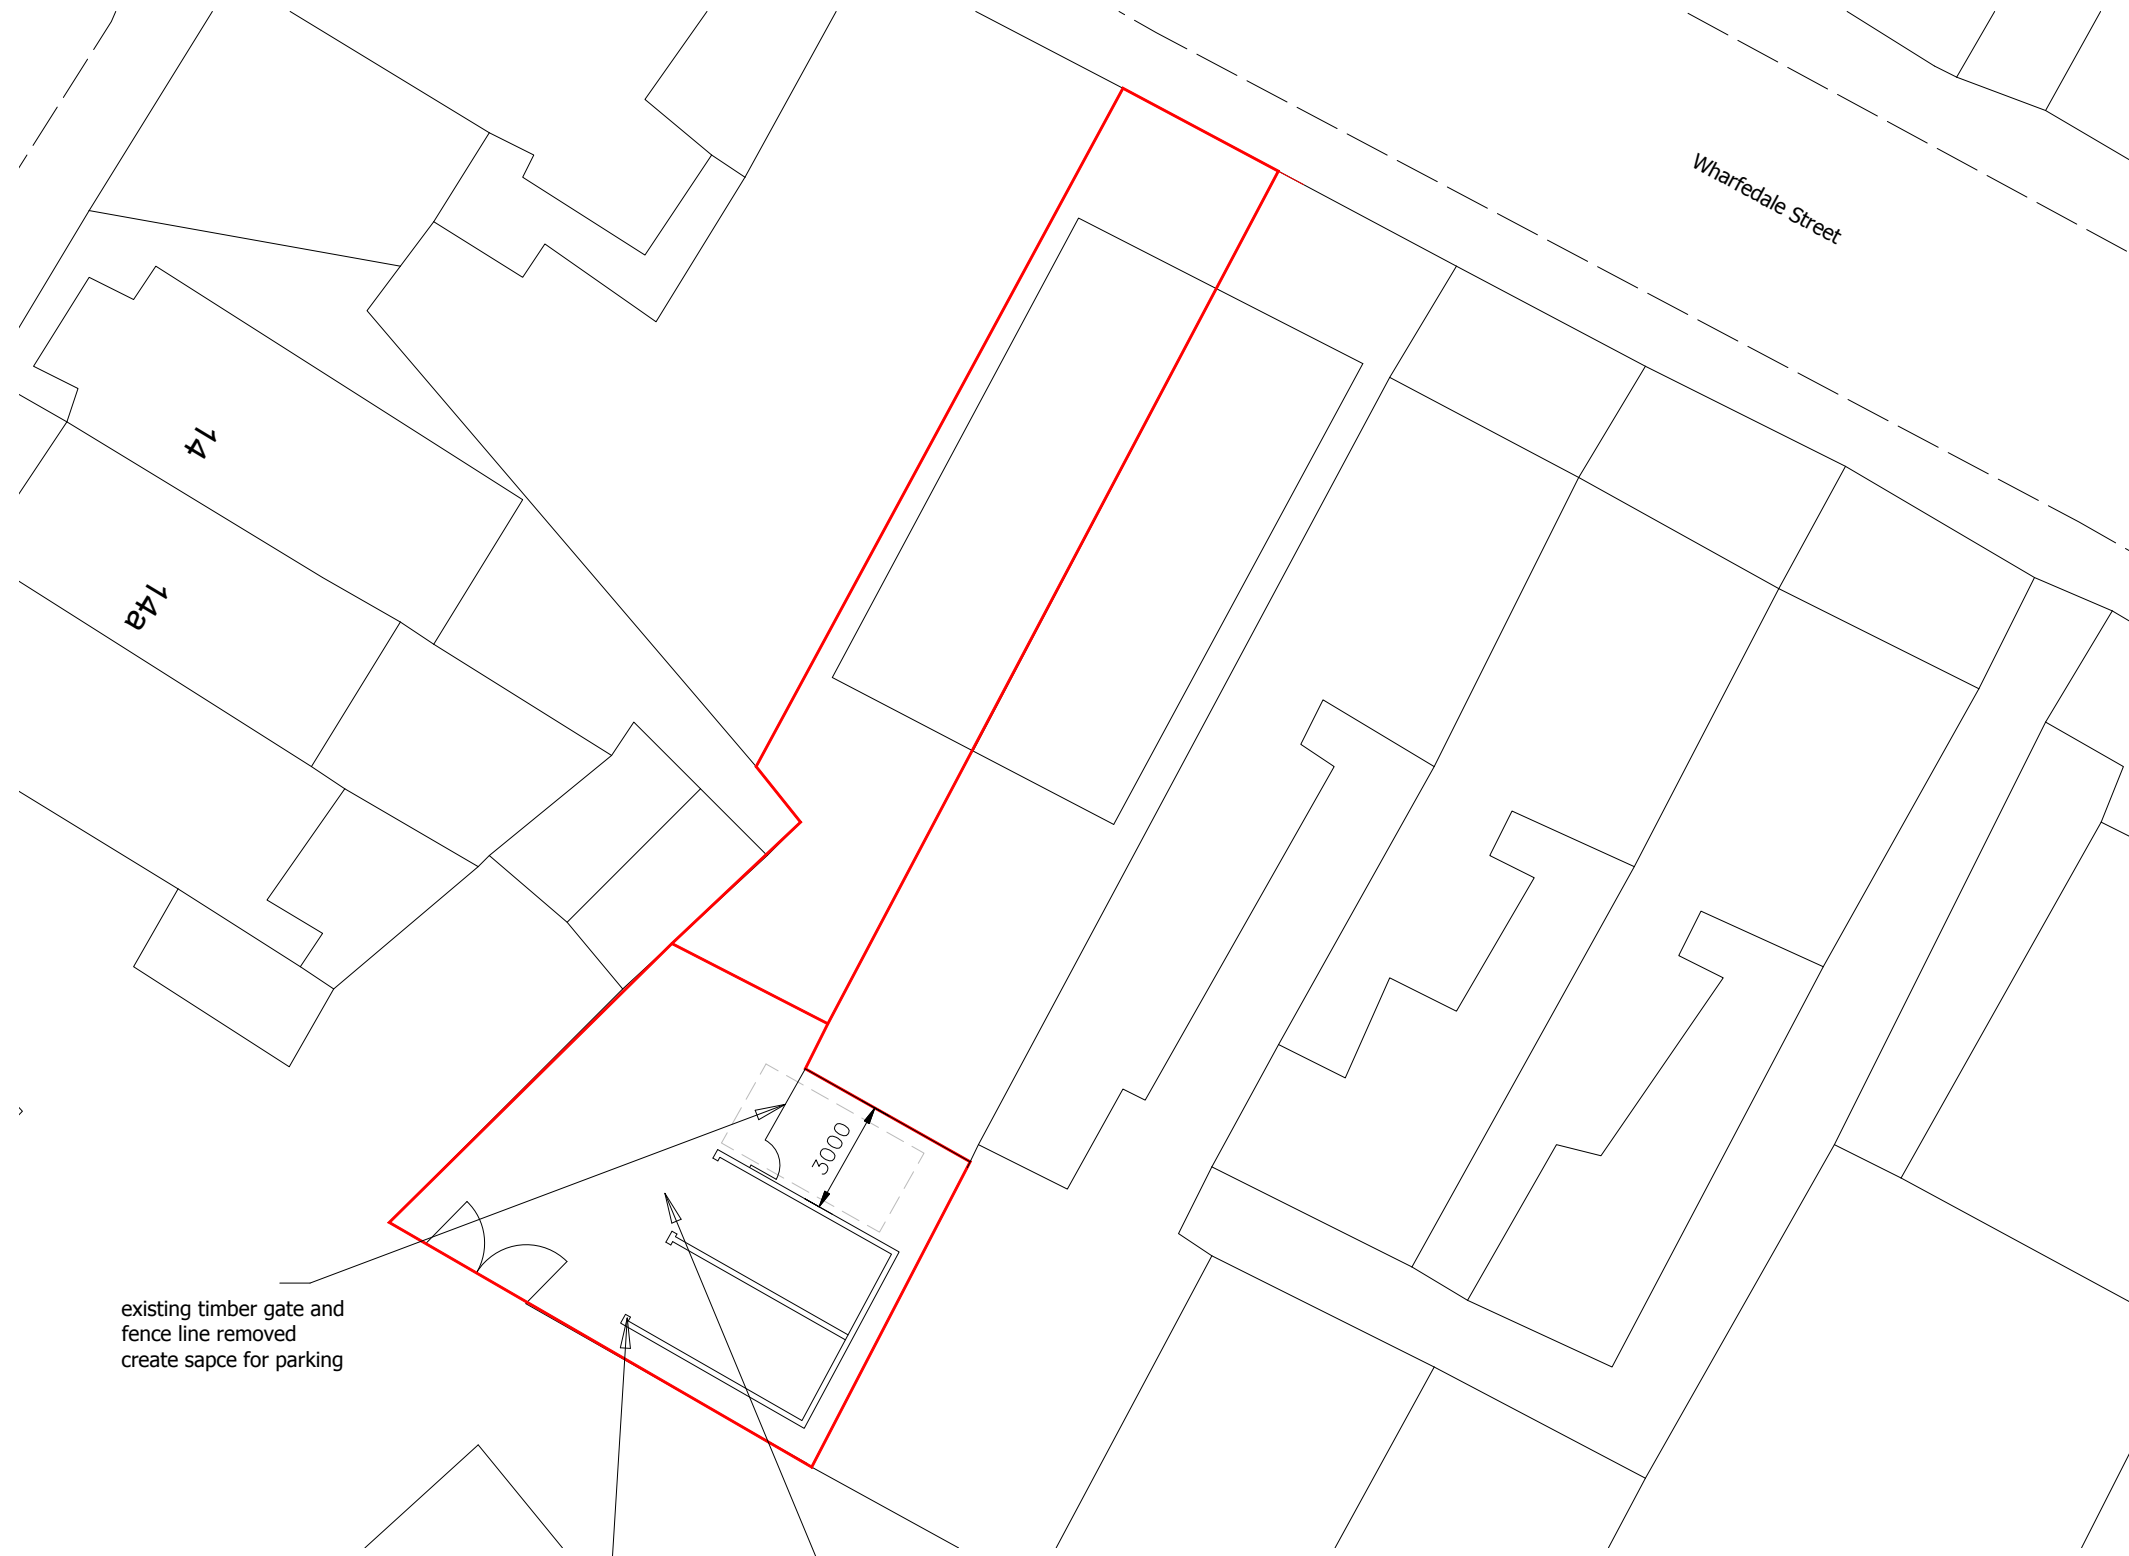 Wharfedale Street
14
14a
3000
existing timber gate and
fence line removed
create sapce for parking